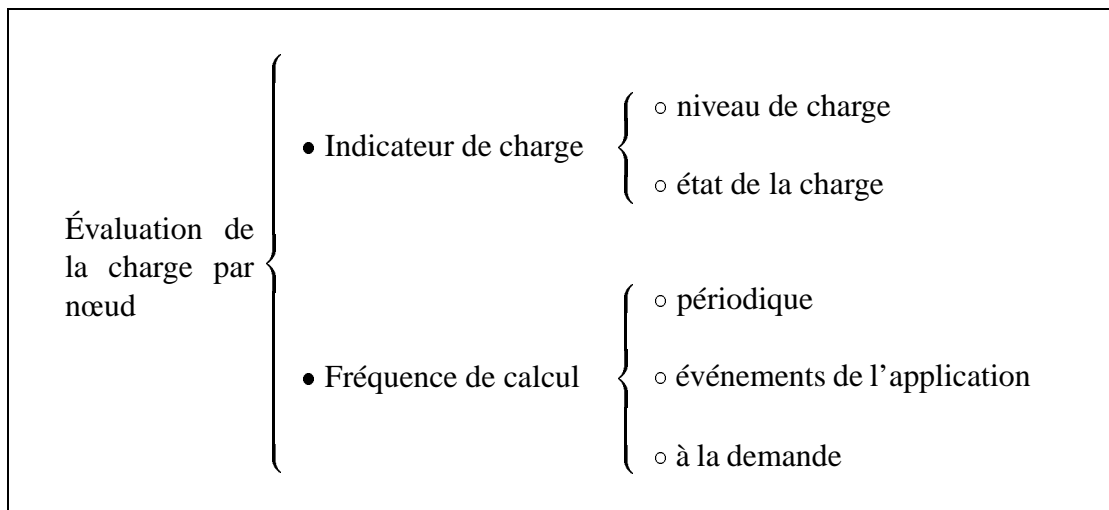 Évaluation de
la charge par
nœud
• Indicateur de charge
○ niveau de charge
○ état de la charge
• Fréquence de calcul
○ périodique
○ événements de l'application
○ à la demande